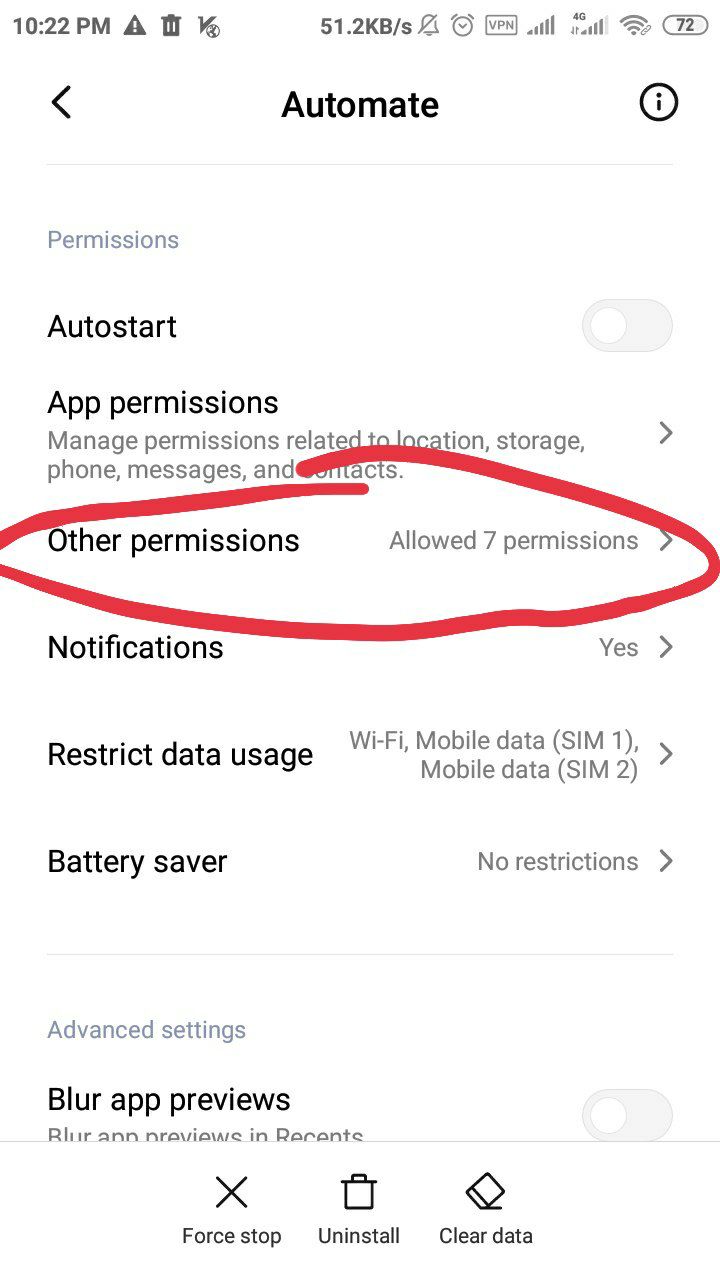 10:22 PM 51.2KB/s VPN 4G 72
Automate
Permissions
Autostart
App permissions
Manage permissions related to location, storage,
phone, messages, and contacts.
Other permissions Allowed 7 permissions
Notifications Yes
Restrict data usage Wi-Fi, Mobile data (SIM 1),
Mobile data (SIM 2)
Battery saver No restrictions
Advanced settings
Blur app previews
Blur app previews in Recents
Force stop Uninstall Clear data